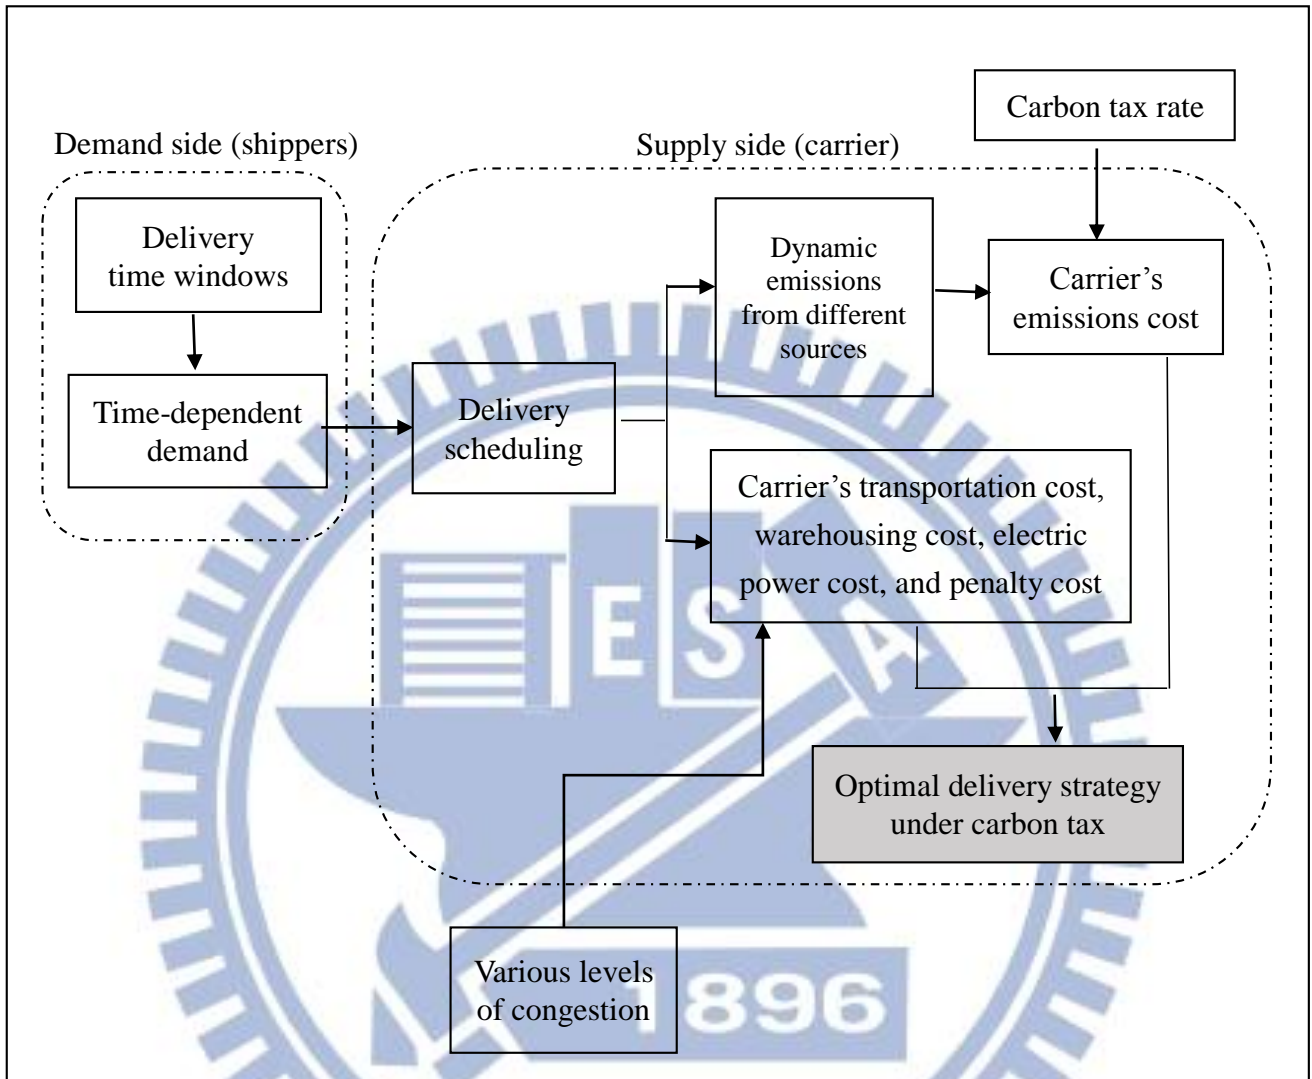 Carbon tax rate
Demand side (shippers)
Supply side (carrier)
Delivery
time windows
Dynamic
emissions
from different
sources
Carrier’s
emissions cost
Time-dependent
demand
Delivery
scheduling
Carrier’s transportation cost,
warehousing cost, electric
power cost, and penalty cost
E S A
Optimal delivery strategy
under carbon tax
Various levels
of congestion
1896